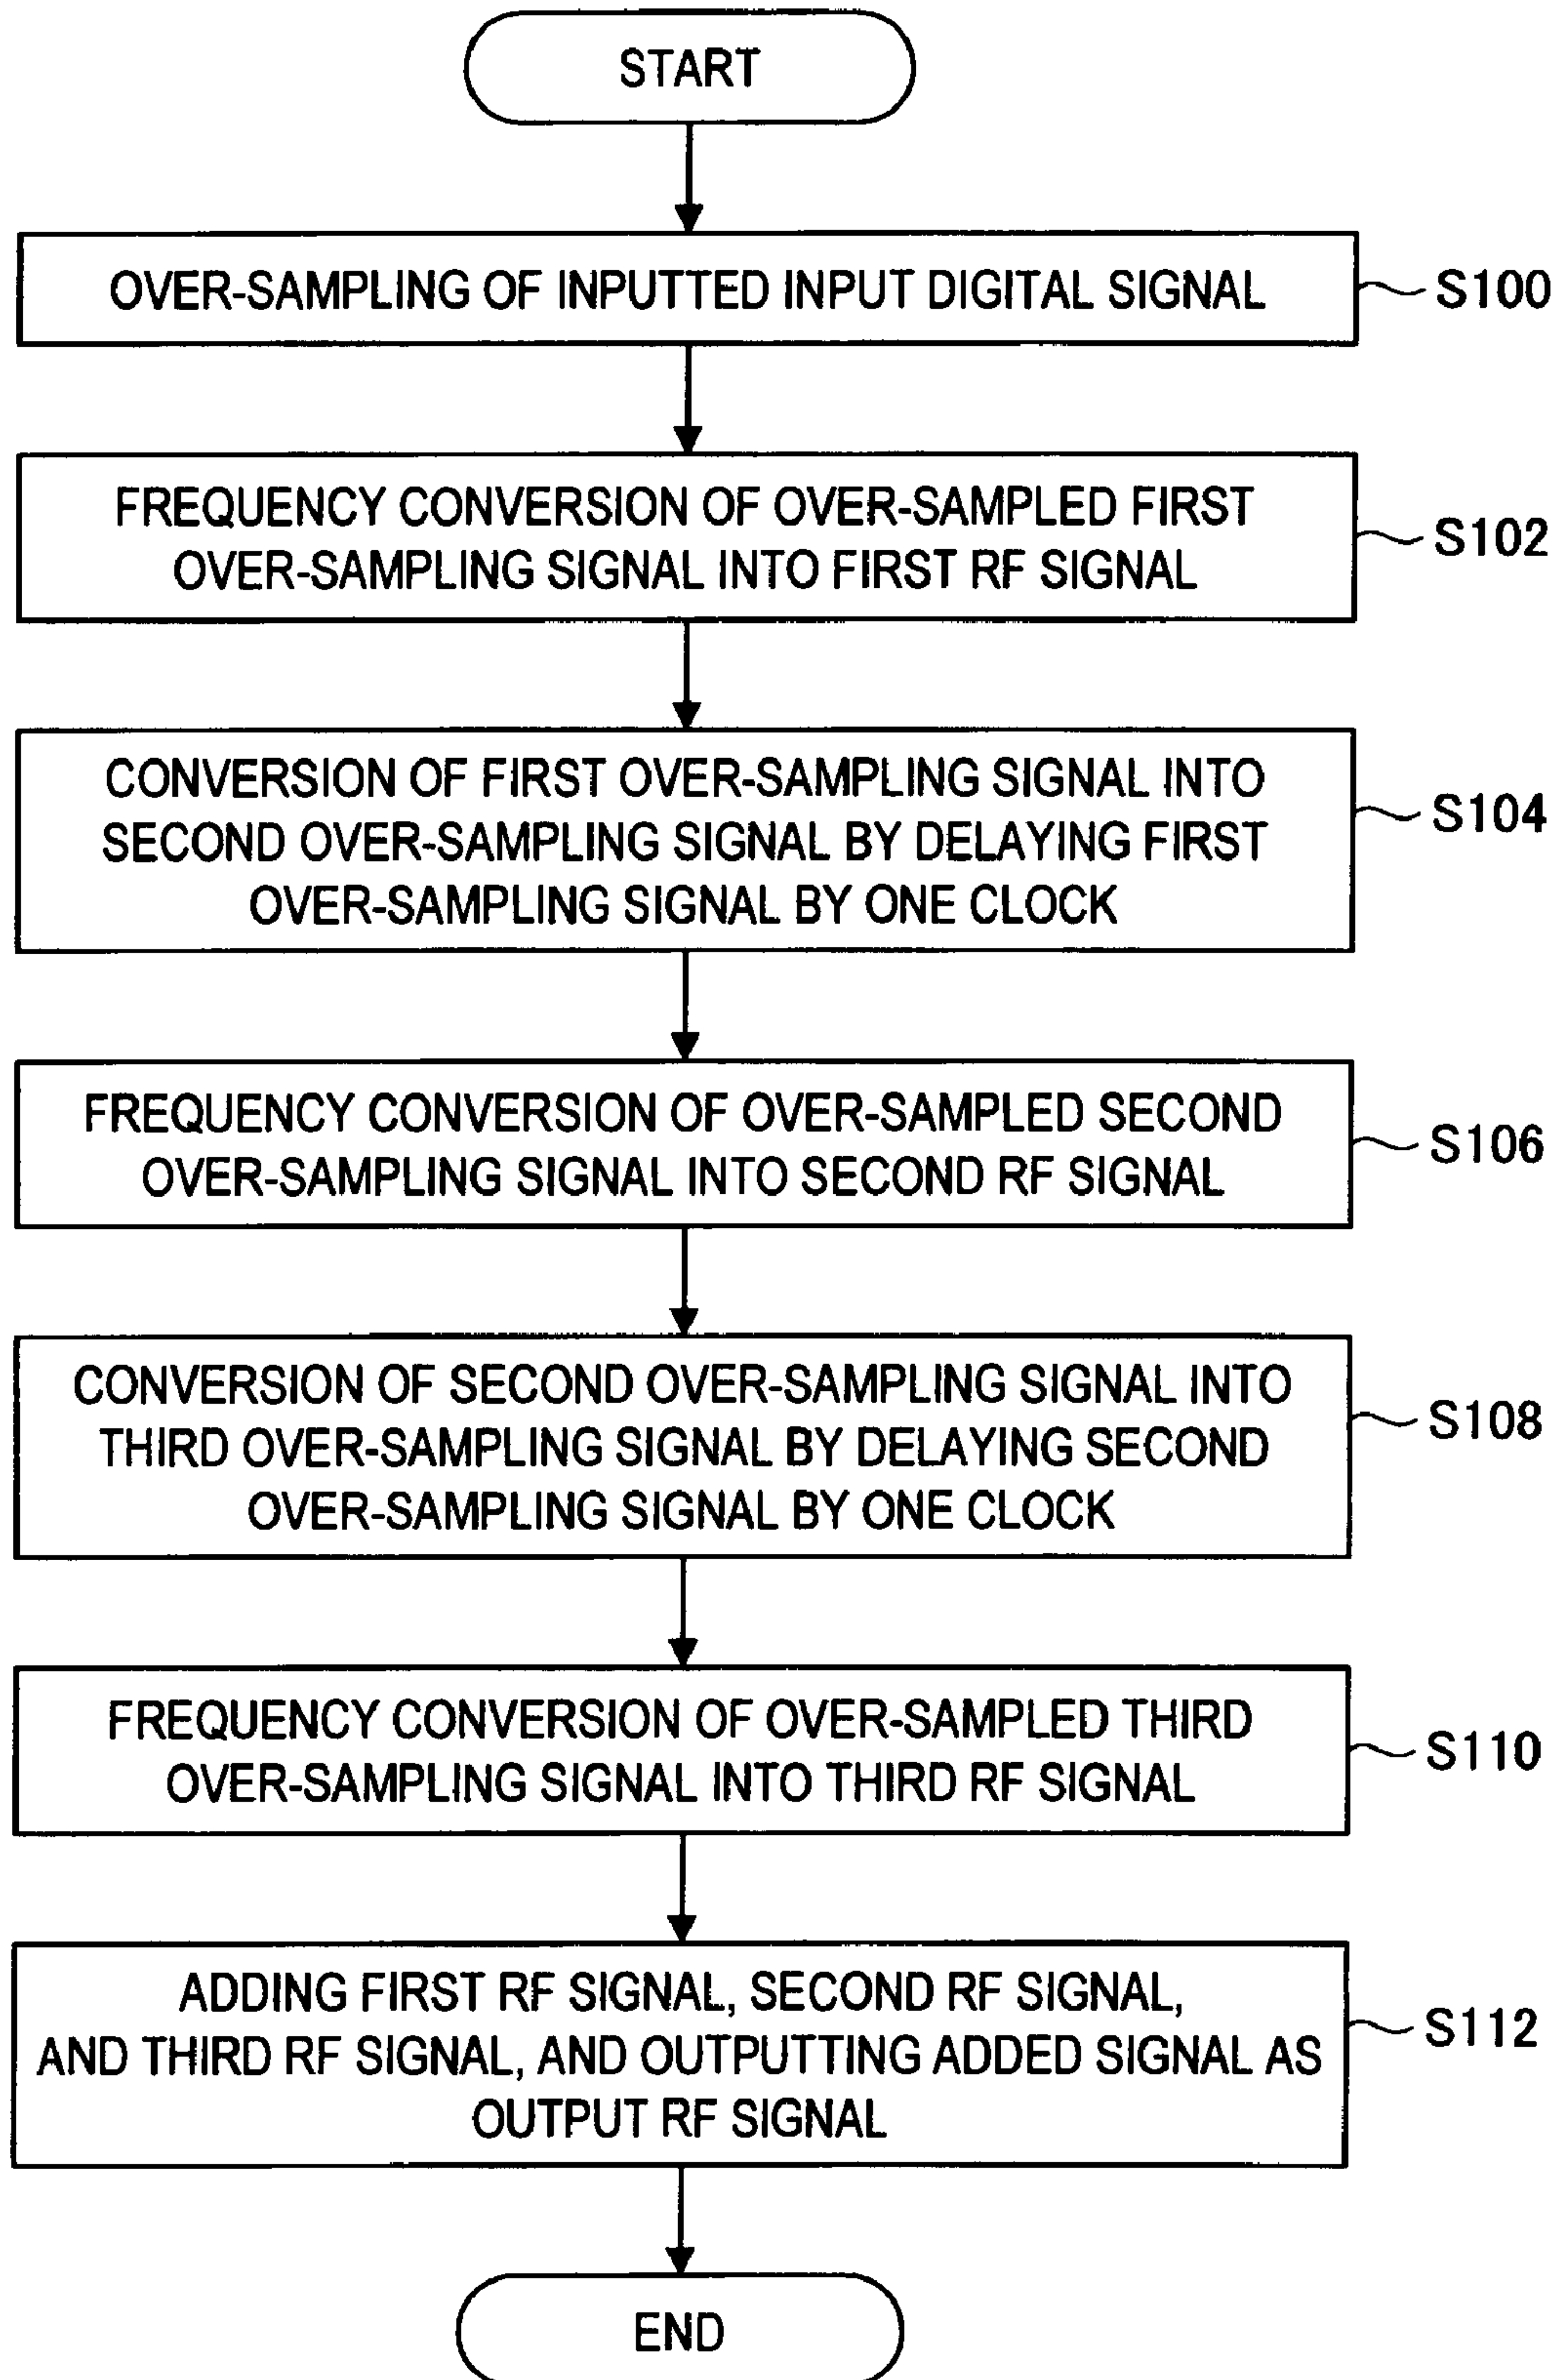 START
OVER-SAMPLING OF INPUTTED INPUT DIGITAL SIGNAL
S100
FREQUENCY CONVERSION OF OVER-SAMPLED FIRST
OVER-SAMPLING SIGNAL INTO FIRST RF SIGNAL
S102
CONVERSION OF FIRST OVER-SAMPLING SIGNAL INTO
SECOND OVER-SAMPLING SIGNAL BY DELAYING FIRST
OVER-SAMPLING SIGNAL BY ONE CLOCK
S104
FREQUENCY CONVERSION OF OVER-SAMPLED SECOND
OVER-SAMPLING SIGNAL INTO SECOND RF SIGNAL
S106
CONVERSION OF SECOND OVER-SAMPLING SIGNAL INTO
THIRD OVER-SAMPLING SIGNAL BY DELAYING SECOND
OVER-SAMPLING SIGNAL BY ONE CLOCK
S108
FREQUENCY CONVERSION OF OVER-SAMPLED THIRD
OVER-SAMPLING SIGNAL INTO THIRD RF SIGNAL
S110
ADDING FIRST RF SIGNAL, SECOND RF SIGNAL,
AND THIRD RF SIGNAL, AND OUTPUTTING ADDED SIGNAL AS
OUTPUT RF SIGNAL
S112
END